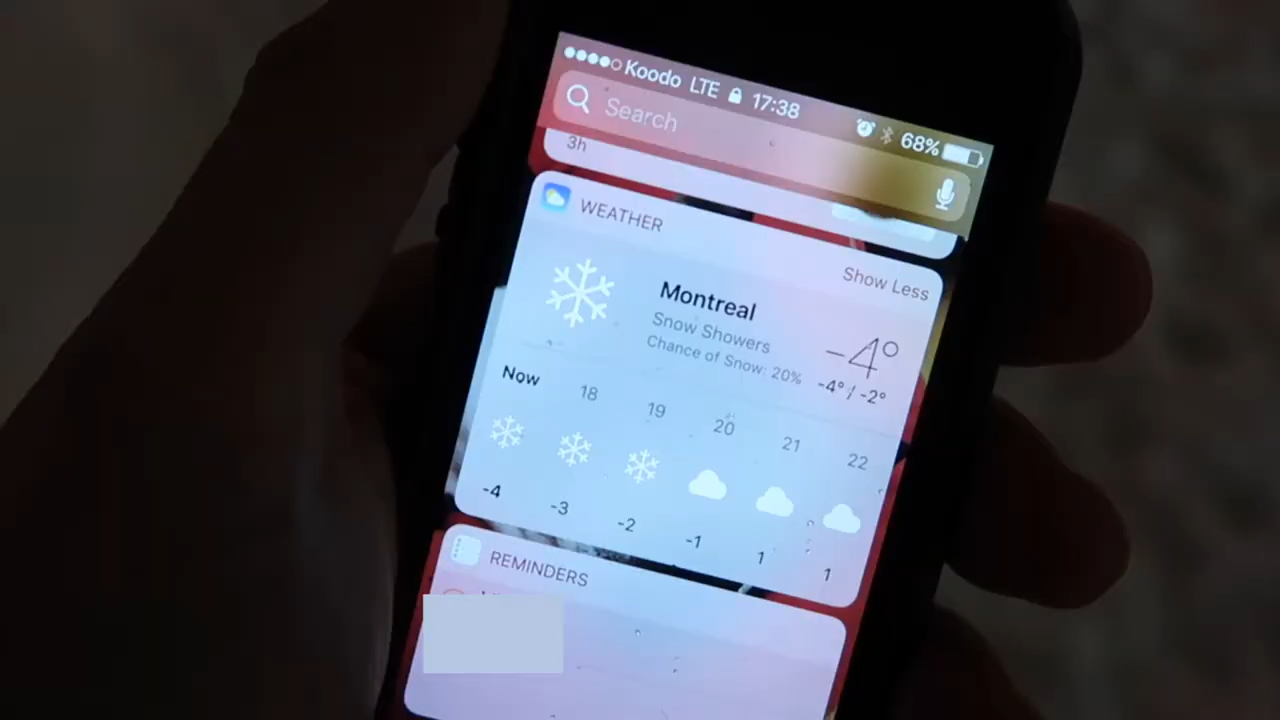 Koodo LTE 17:38 68%
Search
3h
WEATHER
Show Less
Montreal
Snow Showers
Chance of Snow: 20%
-4°
-4° / -2°
Now 18 19 20 21 22
-4 -3 -2 -1 1 1
REMINDERS